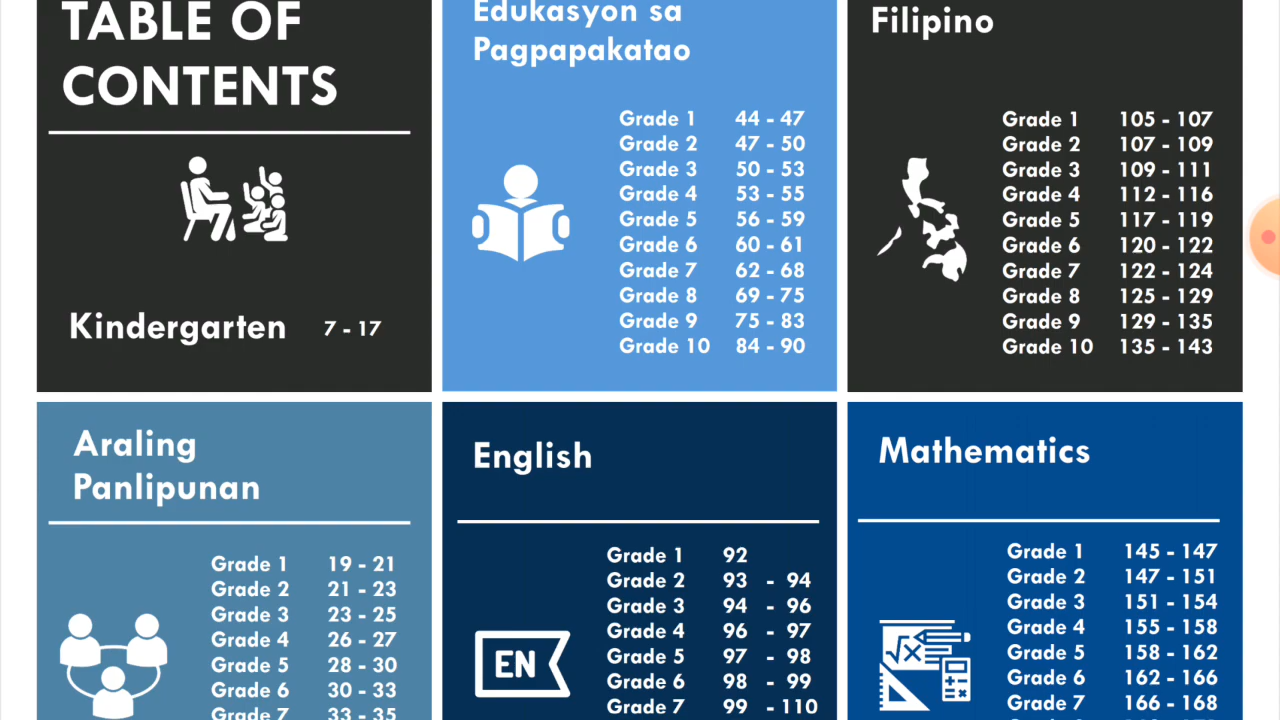 TABLE OF
CONTENTS
Kindergarten 7 - 17
Edukasyon sa
Pagpapakatao
Grade 1 44 - 47
Grade 2 47 - 50
Grade 3 50 - 53
Grade 4 53 - 55
Grade 5 56 - 59
Grade 6 60 - 61
Grade 7 62 - 68
Grade 8 69 - 75
Grade 9 75 - 83
Grade 10 84 - 90
Filipino
Grade 1 105 - 107
Grade 2 107 - 109
Grade 3 109 - 111
Grade 4 112 - 116
Grade 5 117 - 119
Grade 6 120 - 122
Grade 7 122 - 124
Grade 8 125 - 129
Grade 9 129 - 135
Grade 10 135 - 143
Araling
Panlipunan
Grade 1 19 - 21
Grade 2 21 - 23
Grade 3 23 - 25
Grade 4 26 - 27
Grade 5 28 - 30
Grade 6 30 - 33
Grade 7 33 - 35
English
Grade 1 92
Grade 2 93 - 94
Grade 3 94 - 96
Grade 4 96 - 97
Grade 5 97 - 98
Grade 6 98 - 99
Grade 7 99 - 110
EN
Mathematics
Grade 1 145 - 147
Grade 2 147 - 151
Grade 3 151 - 154
Grade 4 155 - 158
Grade 5 158 - 162
Grade 6 162 - 166
Grade 7 166 - 168
√x